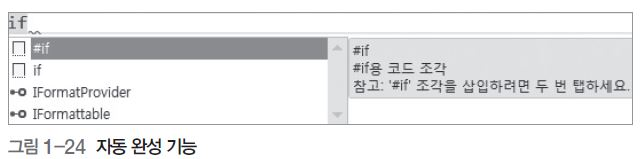 if
#if
if
IFormatProvider
IFormattable
#if
#if용 코드 조각
참고: '#if' 조각을 삽입하려면 두 번 탭하세요.
그림 1-24 자동 완성 기능